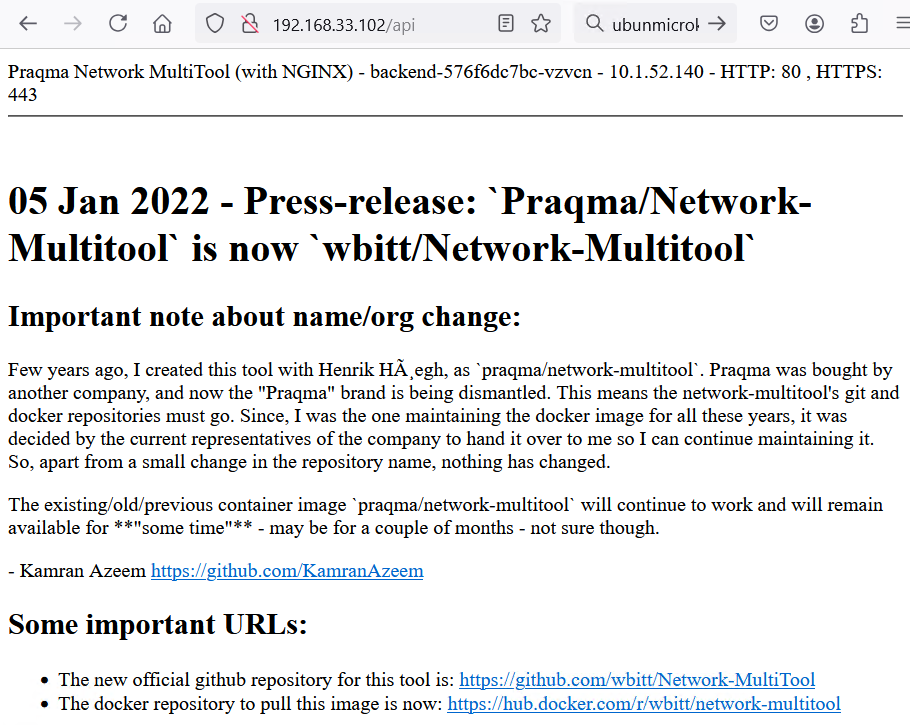 192.168.33.102/api
ubunmicrok
Praqma Network MultiTool (with NGINX) - backend-576f6dc7bc-vzvcn - 10.1.52.140 - HTTP: 80 , HTTPS:
443
05 Jan 2022 - Press-release: `Praqma/Network-
Multitool` is now `wbitt/Network-Multitool`
Important note about name/org change:
Few years ago, I created this tool with Henrik HÃ¸egh, as `praqma/network-multitool`. Praqma was bought by
another company, and now the "Praqma" brand is being dismantled. This means the network-multitool's git and
docker repositories must go. Since, I was the one maintaining the docker image for all these years, it was
decided by the current representatives of the company to hand it over to me so I can continue maintaining it.
So, apart from a small change in the repository name, nothing has changed.
The existing/old/previous container image `praqma/network-multitool` will continue to work and will remain
available for **"some time"** - may be for a couple of months - not sure though.
- Kamran Azeem https://github.com/KamranAzeem
Some important URLs:
• The new official github repository for this tool is: https://github.com/wbitt/Network-MultiTool
• The docker repository to pull this image is now: https://hub.docker.com/r/wbitt/network-multitool